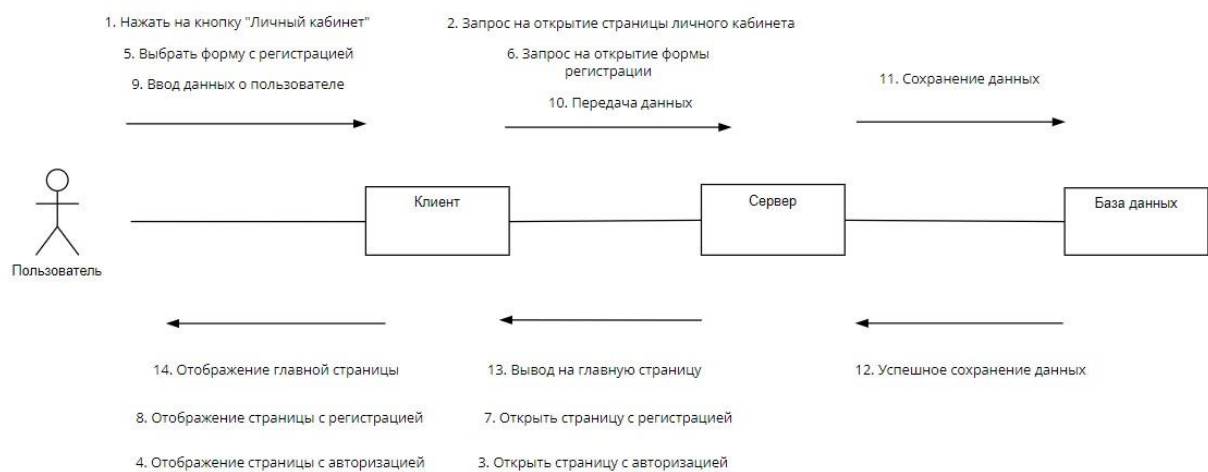 1. Нажать на кнопку "Личный кабинет"
2. Запрос на открытие страницы личного кабинета
5. Выбрать форму с регистрацией
6. Запрос на открытие формы
регистрации
9. Ввод данных о пользователе
10. Передача данных
11. Сохранение данных
Пользователь
Клиент
Сервер
База данных
14. Отображение главной страницы
13. Вывод на главную страницу
12. Успешное сохранение данных
8. Отображение страницы с регистрацией
7. Открыть страницу с регистрацией
4. Отображение страницы с авторизацией
3. Открыть страницу с авторизацией